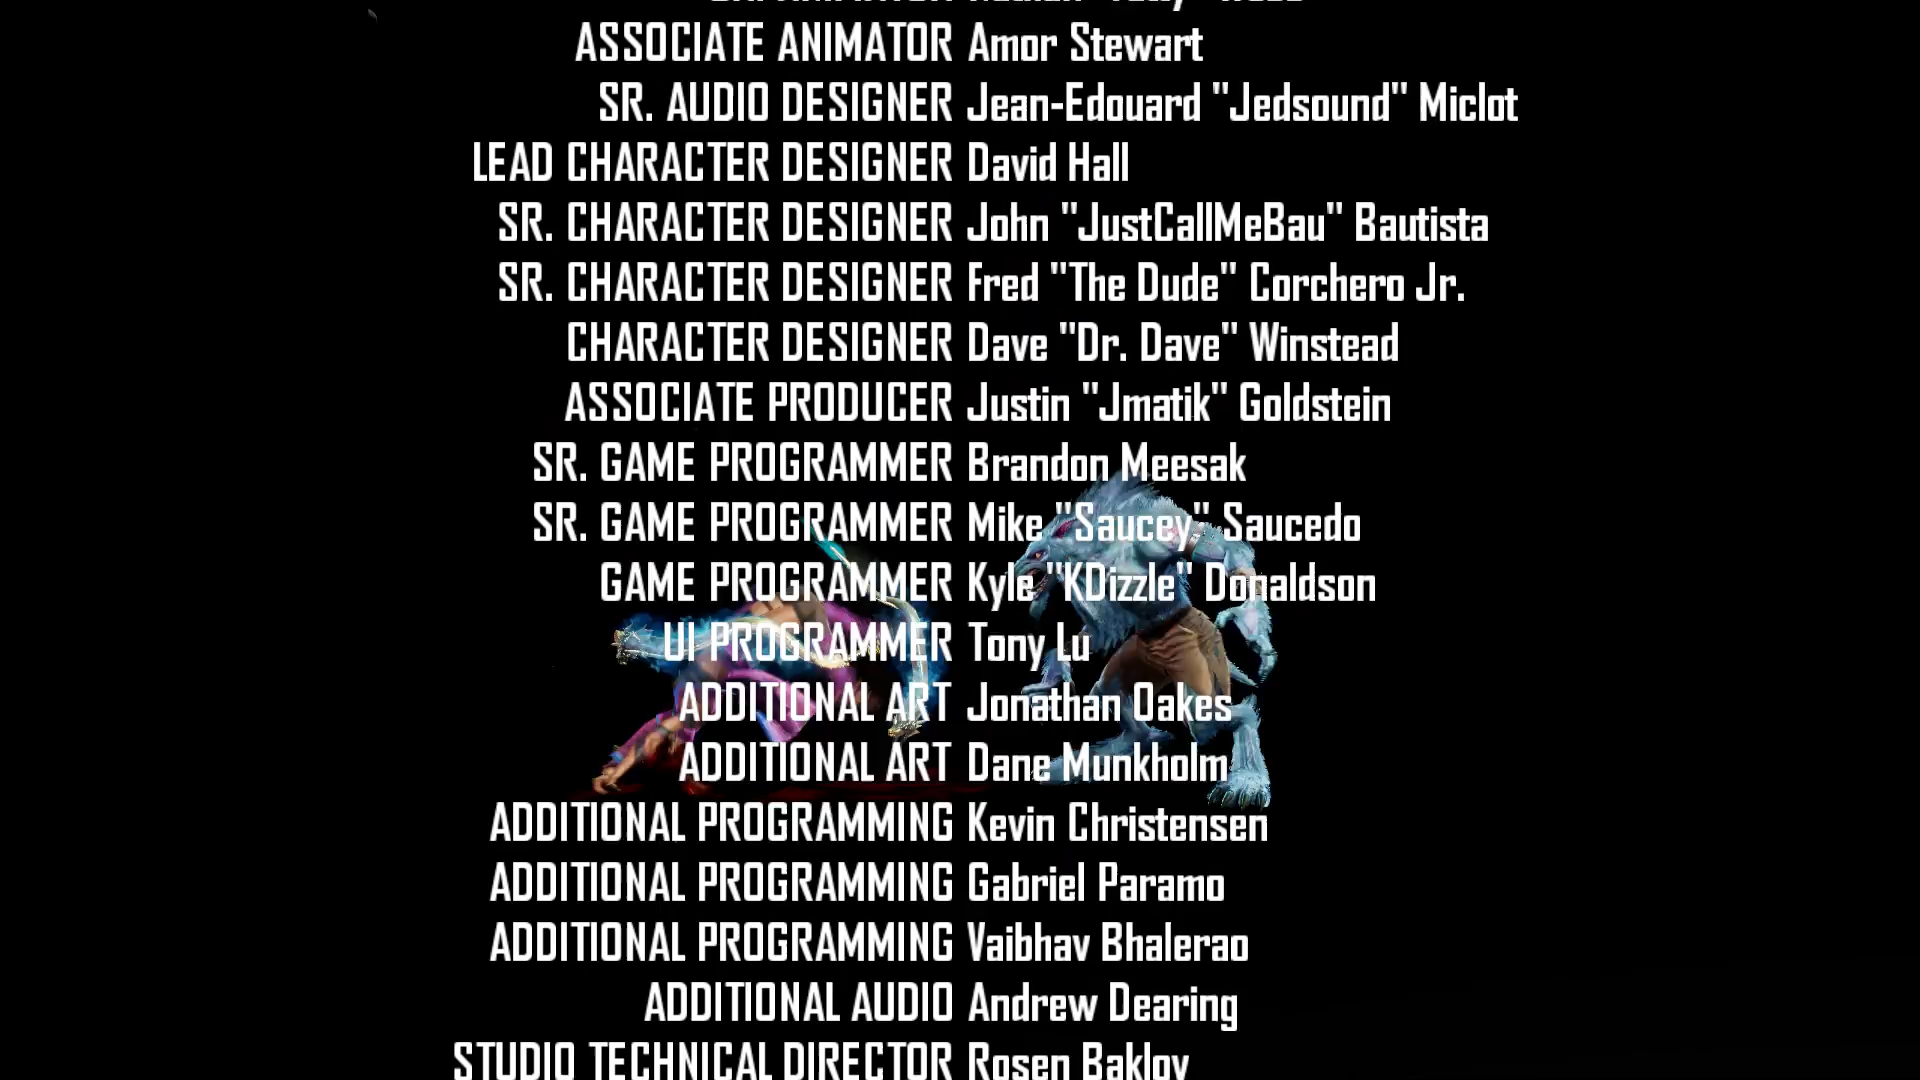 ASSOCIATE ANIMATOR Amor Stewart
SR. AUDIO DESIGNER Jean-Edouard "Jedsound" Miclot
LEAD CHARACTER DESIGNER David Hall
SR. CHARACTER DESIGNER John "JustCallMeBau" Bautista
SR. CHARACTER DESIGNER Fred "The Dude" Corchero Jr.
CHARACTER DESIGNER Dave "Dr. Dave" Winstead
ASSOCIATE PRODUCER Justin "Jmatik" Goldstein
SR. GAME PROGRAMMER Brandon Meesak
SR. GAME PROGRAMMER Mike "Saucey" Saucedo
GAME PROGRAMMER Kyle "KDizzle" Donaldson
UI PROGRAMMER Tony Lu
ADDITIONAL ART Jonathan Oakes
ADDITIONAL ART Dane Munkholm
ADDITIONAL PROGRAMMING Kevin Christensen
ADDITIONAL PROGRAMMING Gabriel Paramo
ADDITIONAL PROGRAMMING Vaibhav Bhalerao
ADDITIONAL AUDIO Andrew Dearing
STUDIO TECHNICAL DIRECTOR Rosen Baklov